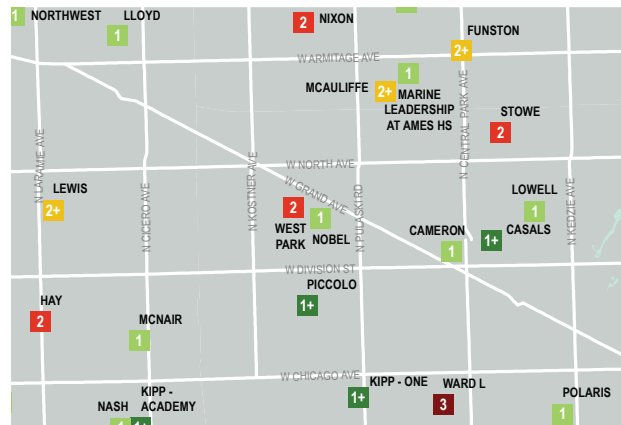 NORTHWEST
1
LLOYD
1
2
NIXON
FUNSTON
2+
W ARMITAGE AVE
MCAULIFFE
2+
1
MARINE
LEADERSHIP
AT AMES HS
N CENTRAL PARK AVE
STOWE
2
N LARAMIE AVE
N CICERO AVE
N KOSTNER AVE
W NORTH AVE
W GRAND AVE
N PULASKI RD
N KEDZIE AVE
LEWIS
2+
2
WEST
PARK
1
NOBEL
LOWELL
1
CASALS
1+
CAMERON
1
W DIVISION ST
PICCOLO
1+
HAY
2
MCNAIR
1
W CHICAGO AVE
KIPP - ONE
1+
WARD L
3
POLARIS
1
KIPP -
ACADEMY
1+
NASH
1